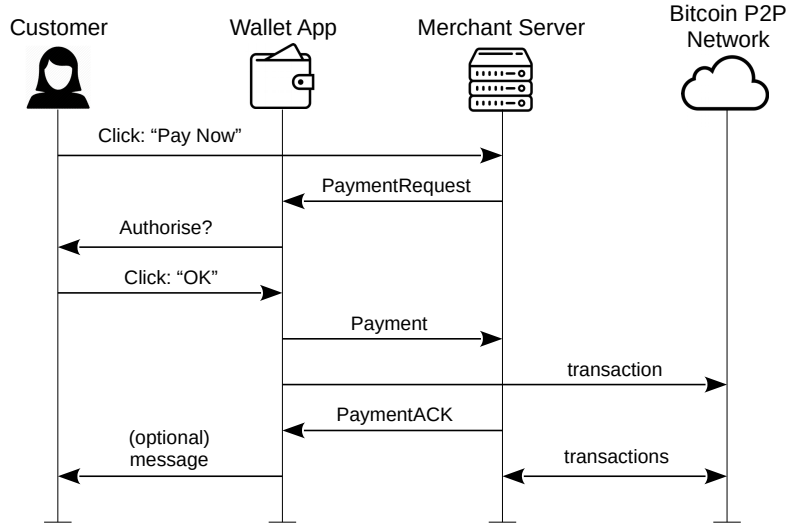 Customer
Wallet App
Merchant Server
Bitcoin P2P
Network
Click: “Pay Now”
PaymentRequest
Authorise?
Click: “OK”
Payment
transaction
PaymentACK
(optional)
message
transactions